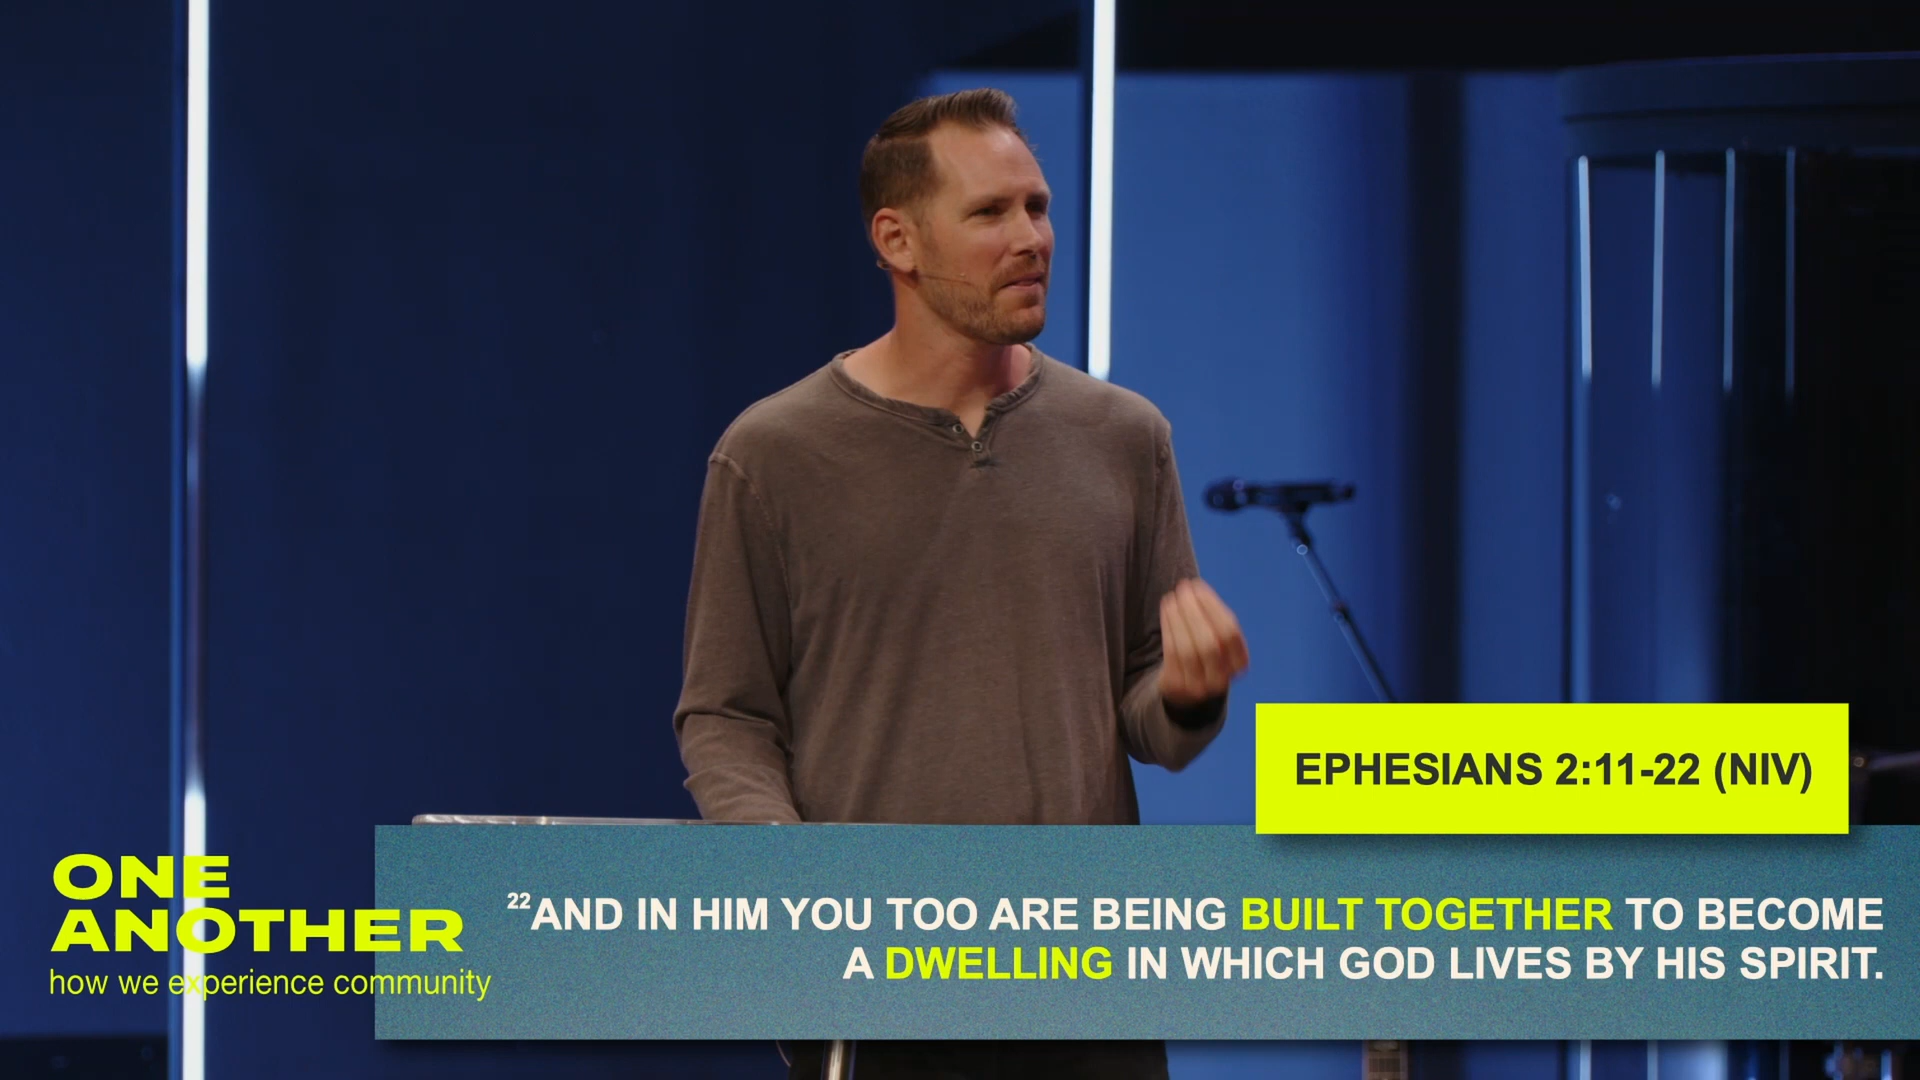 EPHESIANS 2:11-22 (NIV)
ONE
ANOTHER
how we experience community
²²AND IN HIM YOU TOO ARE BEING BUILT TOGETHER TO BECOME
A DWELLING IN WHICH GOD LIVES BY HIS SPIRIT.